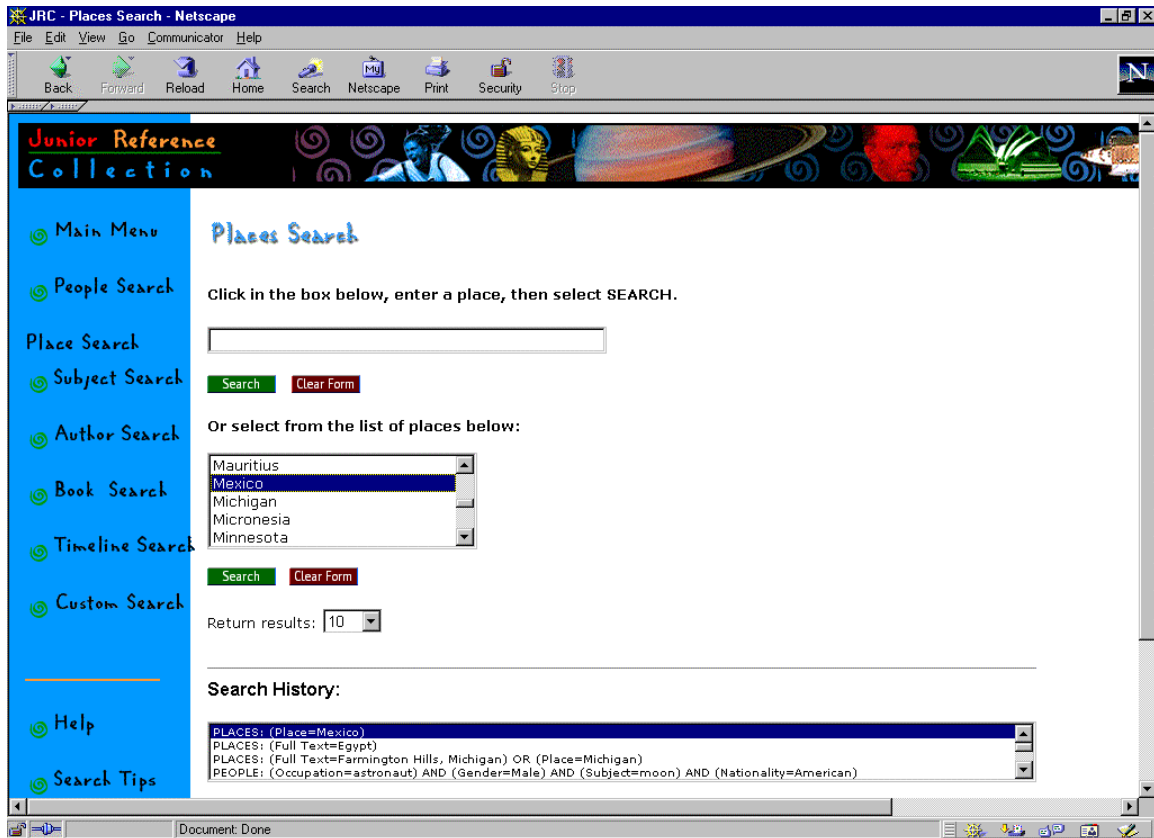 JRC - Places Search - Netscape
File Edit View Go Communicator Help
Back Forward Reload Home Search Netscape Print Security Stop
My
N
Junior Reference
Collection
Main Menu
People Search
Place Search
Subject Search
Author Search
Book Search
Timeline Search
Custom Search
Help
Search Tips
Places Search
Click in the box below, enter a place, then select SEARCH.
Search Clear Form
Or select from the list of places below:
Mauritius
Mexico
Michigan
Micronesia
Minnesota
Search Clear Form
Return results: 10
Search History:
PLACES: (Place=Mexico)
PLACES: (Full Text=Egypt)
PLACES: (Full Text=Farmington Hills, Michigan) OR (Place=Michigan)
PEOPLE: (Occupation=astronaut) AND (Gender=Male) AND (Subject=moon) AND (Nationality=American)
Document: Done